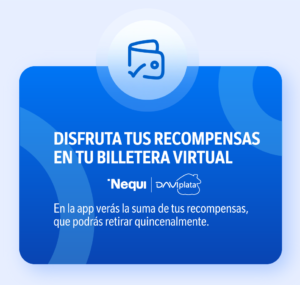 DISFRUTA TUS RECOMPENSAS
EN TU BILLETERA VIRTUAL
Nequi | DAVIplata
En la app verás la suma de tus recompensas,
que podrás retirar quincenalmente.